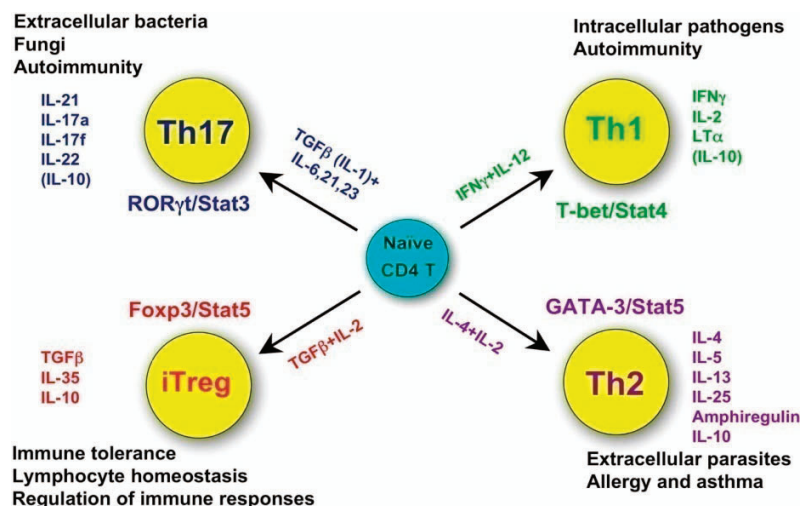 Extracellular bacteria
Fungi
Autoimmunity
IL-21
IL-17a
IL-17f
IL-22
(IL-10)
Th17
RORγt/Stat3
TGFβ (IL-1)+
IL-6,21,23
Intracellular pathogens
Autoimmunity
Th1
IFNγ
IL-2
LTα
(IL-10)
T-bet/Stat4
IFNγ+IL-12
Naïve
CD4 T
Foxp3/Stat5
TGFβ
IL-35
IL-10
iTreg
TGFβ+IL-2
Immune tolerance
Lymphocyte homeostasis
Regulation of immune responses
GATA-3/Stat5
IL-4+IL-2
Th2
IL-4
IL-5
IL-13
IL-25
Amphiregulin
IL-10
Extracellular parasites
Allergy and asthma